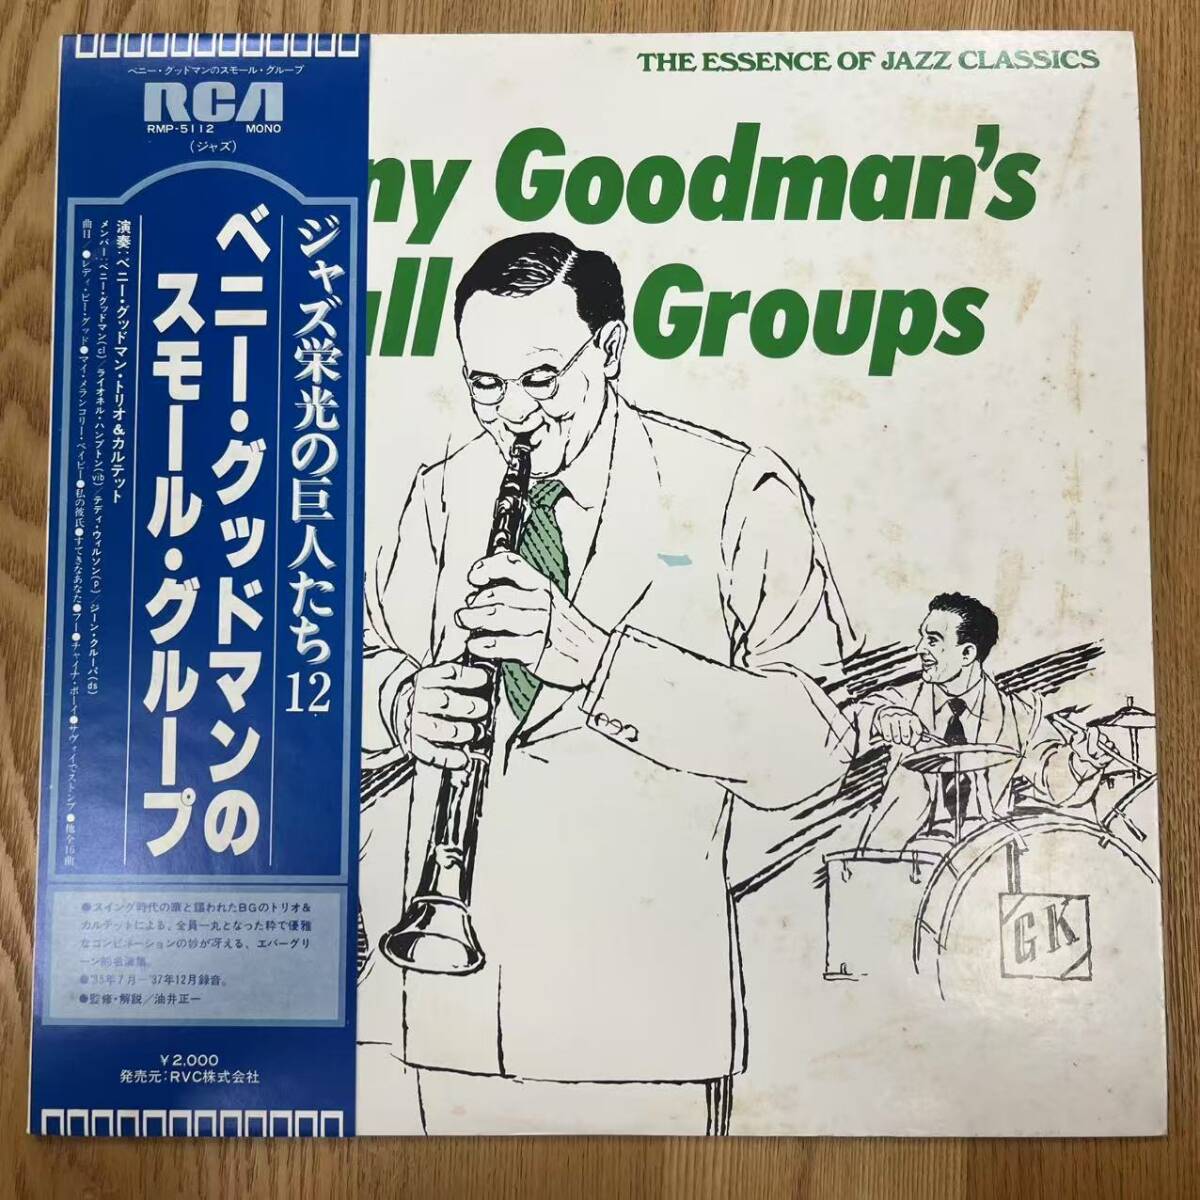 ベニー・グッドマンのスモール・グループ
RCA
RMP-5112 MONO
(ジャズ)
ジャズ栄光の巨人たち12
ベニー・グッドマンの
スモール・グループ
演奏:ベニー・グッドマン・トリオ&カルテット
メンバー:ベニー・グッドマン(cl)/ライオネル・ハンプトン(vib)/テディ・ウィルソン(p)/ジーン・クルーパ(ds)
曲目/●レディ・ビー・グッド●マイ・メランコリー・ベイビー●私の彼氏●すてきなあなた●フー●チャイナ・ボーイ●サヴォイでストンプ●他全16曲
●スイング時代の華と謳われたBGのトリオ&
カルテットによる、全員一丸となった粋で優雅
なコンビネーションの妙が冴える、エバーグリ
ーン的名演集。
●'35年7月―'37年12月録音。
●監修・解説/油井正一
¥2,000
発売元:RVC株式会社
THE ESSENCE OF JAZZ CLASSICS
ny Goodman's
all Groups
GK